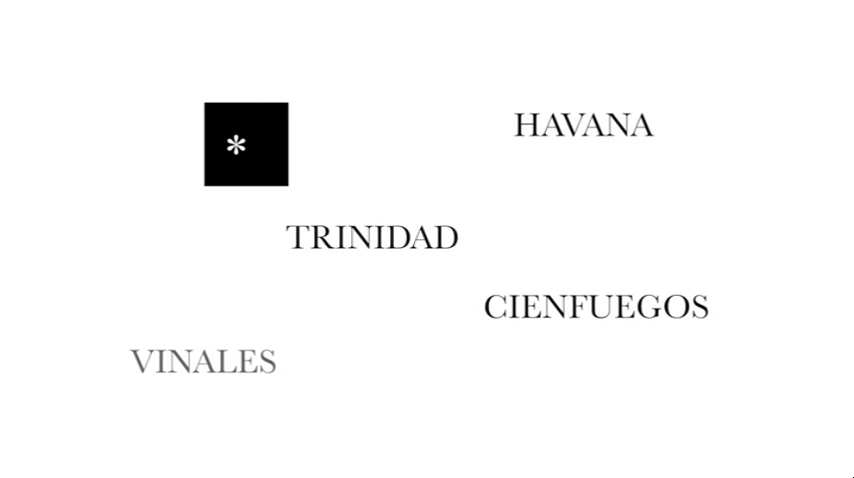 *
HAVANA
TRINIDAD
CIENFUEGOS
VINALES